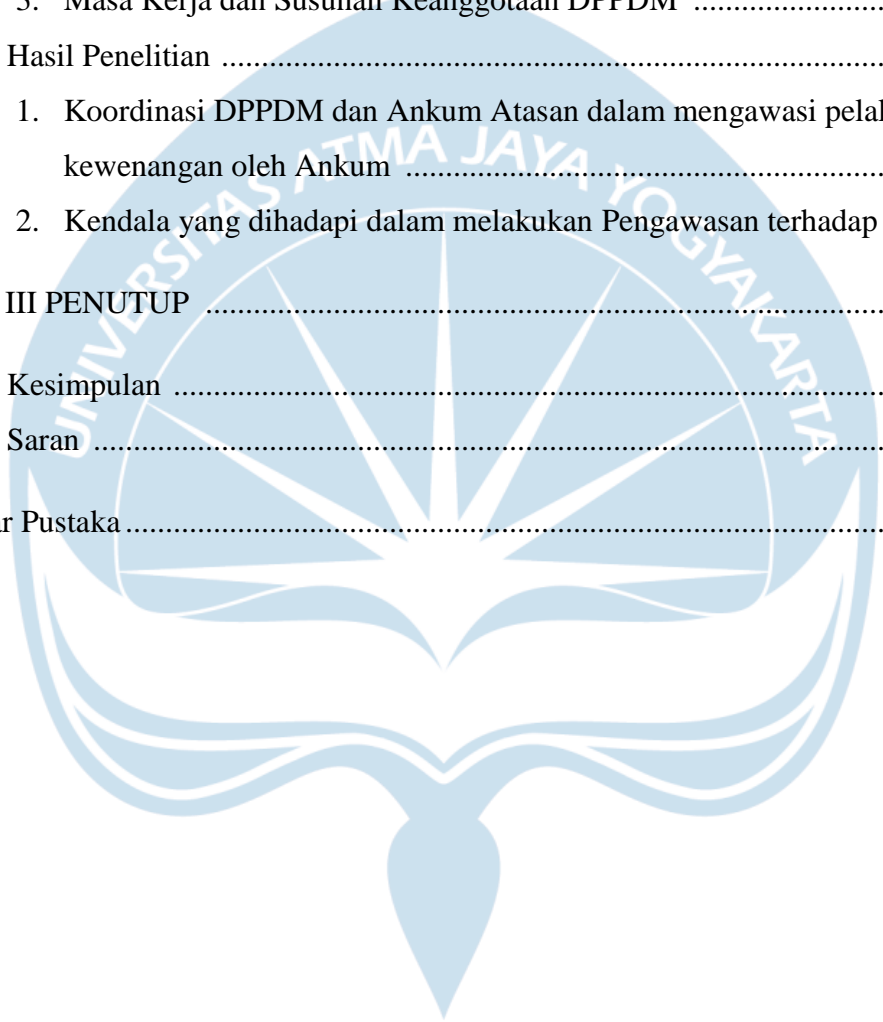 3. Masa Kerja dan Susunan Keanggotaan DPPDM ........................
Hasil Penelitian ................................................................................
1. Koordinasi DPPDM dan Ankum Atasan dalam mengawasi
kewenangan oleh Ankum ..........................................................
2. Kendala yang dihadapi dalam melakukan Pengawasan terhadap
III PENUTUP ..................................................................................
Kesimpulan ......................................................................................
Saran ................................................................................................
Pustaka ............................................................................................
UNIVERSITAS ATMA JAYA YOGYAKARTA